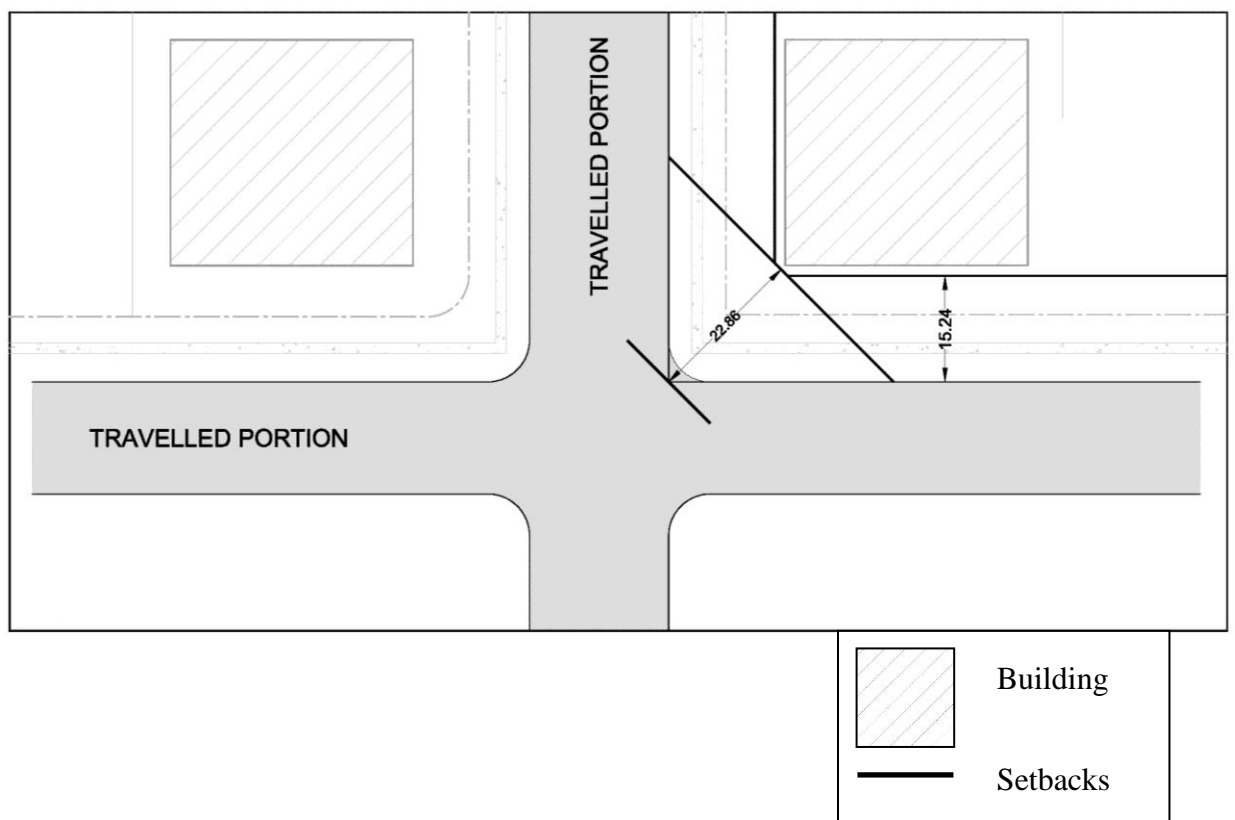 TRAVELLED PORTION
22.86
15.24
TRAVELLED PORTION
Building
Setbacks